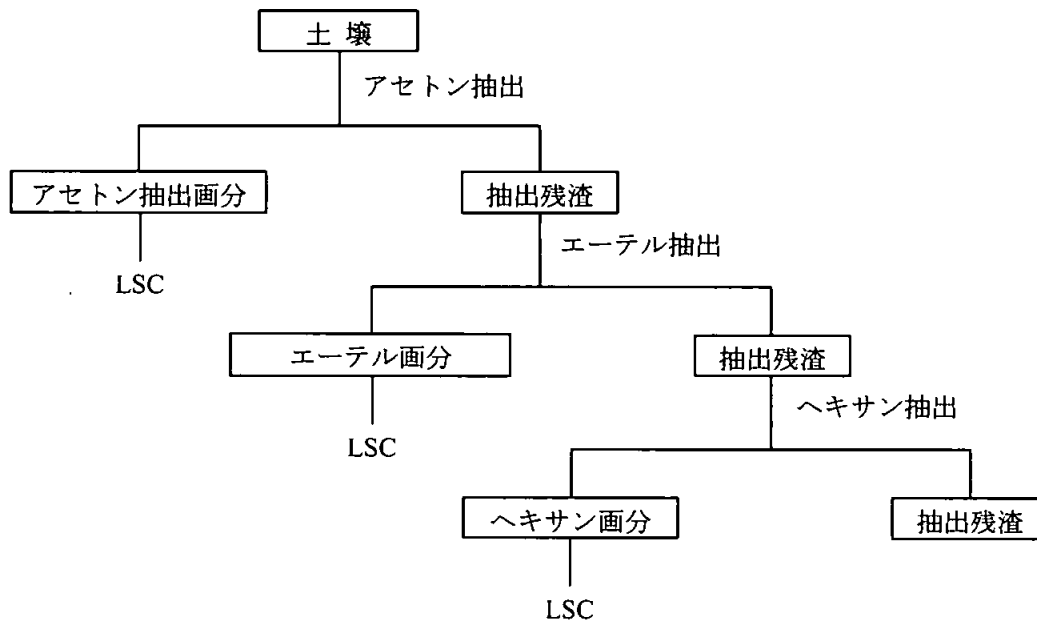 土 壌
アセトン抽出
アセトン抽出画分
抽出残渣
LSC
エーテル抽出
エーテル画分
抽出残渣
LSC
ヘキサン抽出
ヘキサン画分
抽出残渣
LSC